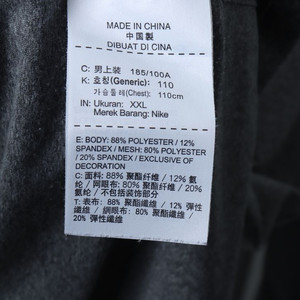 MADE IN CHINA
中国製
DIBUAT DI CINA
C: 男上装 185/100A
K: 호칭(Generic): 110
가슴둘레(Chest): 110cm
IN: Ukuran: XXL
Merek Barang: Nike
E: BODY: 88% POLYESTER / 12%
SPANDEX / MESH: 80% POLYESTER
/ 20% SPANDEX / EXCLUSIVE OF
DECORATION
C: 面料: 88% 聚酯纤维 / 12% 氨
纶 / 网眼布: 80% 聚酯纤维 / 20%
氨纶 / 不包括装饰部分
T: 表布: 88% 聚酯纖維 / 12% 彈性
纖維 / 網眼布: 80% 聚酯纖維 /
20% 彈性纖維